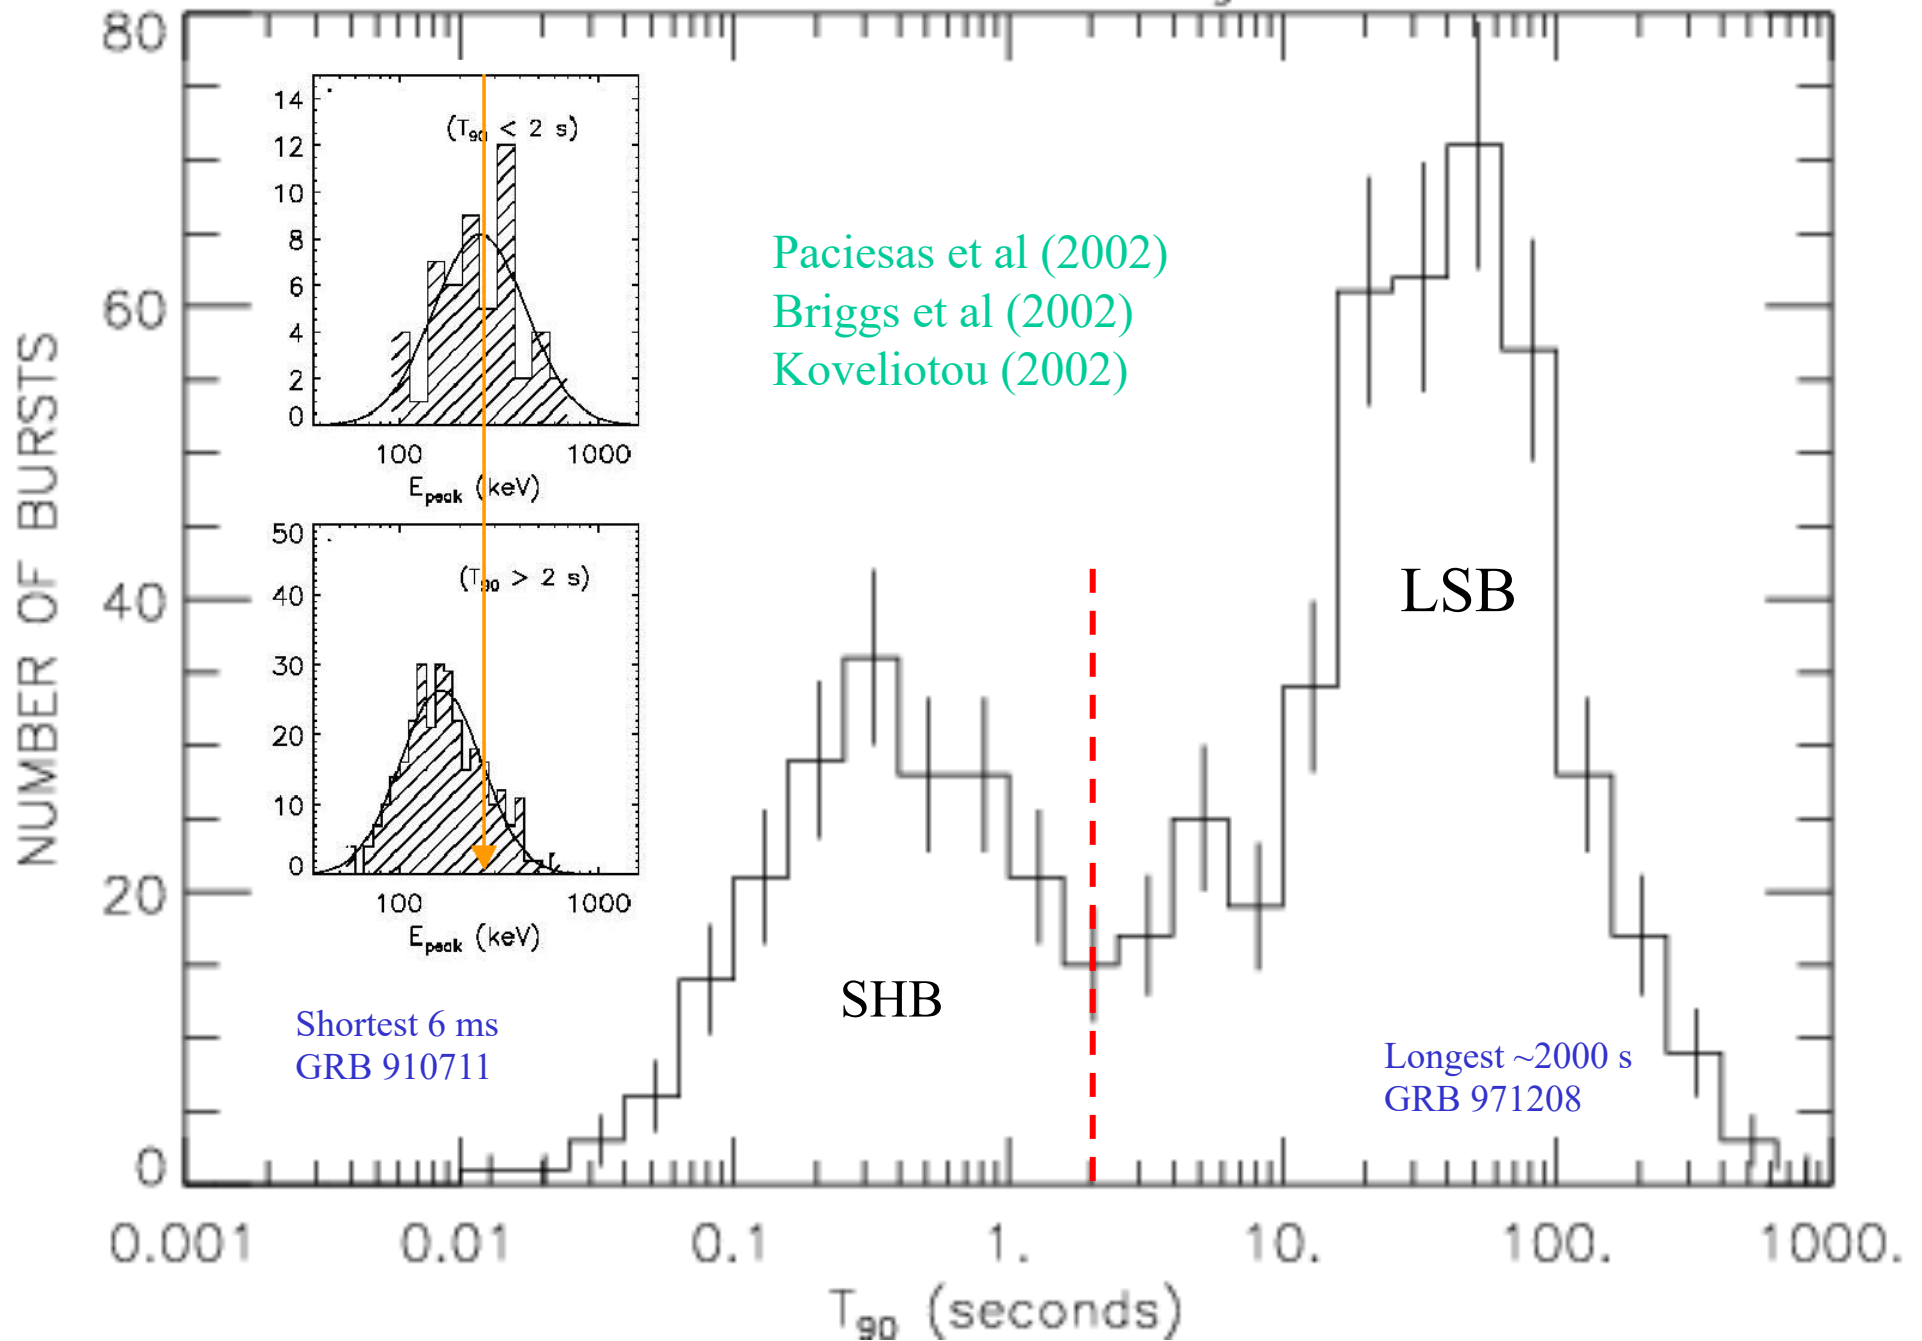 80
60
40
20
0
NUMBER OF BURSTS
0.001
0.01
0.1
1.
10.
100.
1000.
T90 (seconds)
14
12
10
8
6
4
2
0
(T90 < 2 s)
100
1000
Epeak (keV)
50
40
30
20
10
0
(T90 > 2 s)
100
1000
Epeak (keV)
Paciesas et al (2002)
Briggs et al (2002)
Koveliotou (2002)
LSB
SHB
Shortest 6 ms
GRB 910711
Longest ~2000 s
GRB 971208